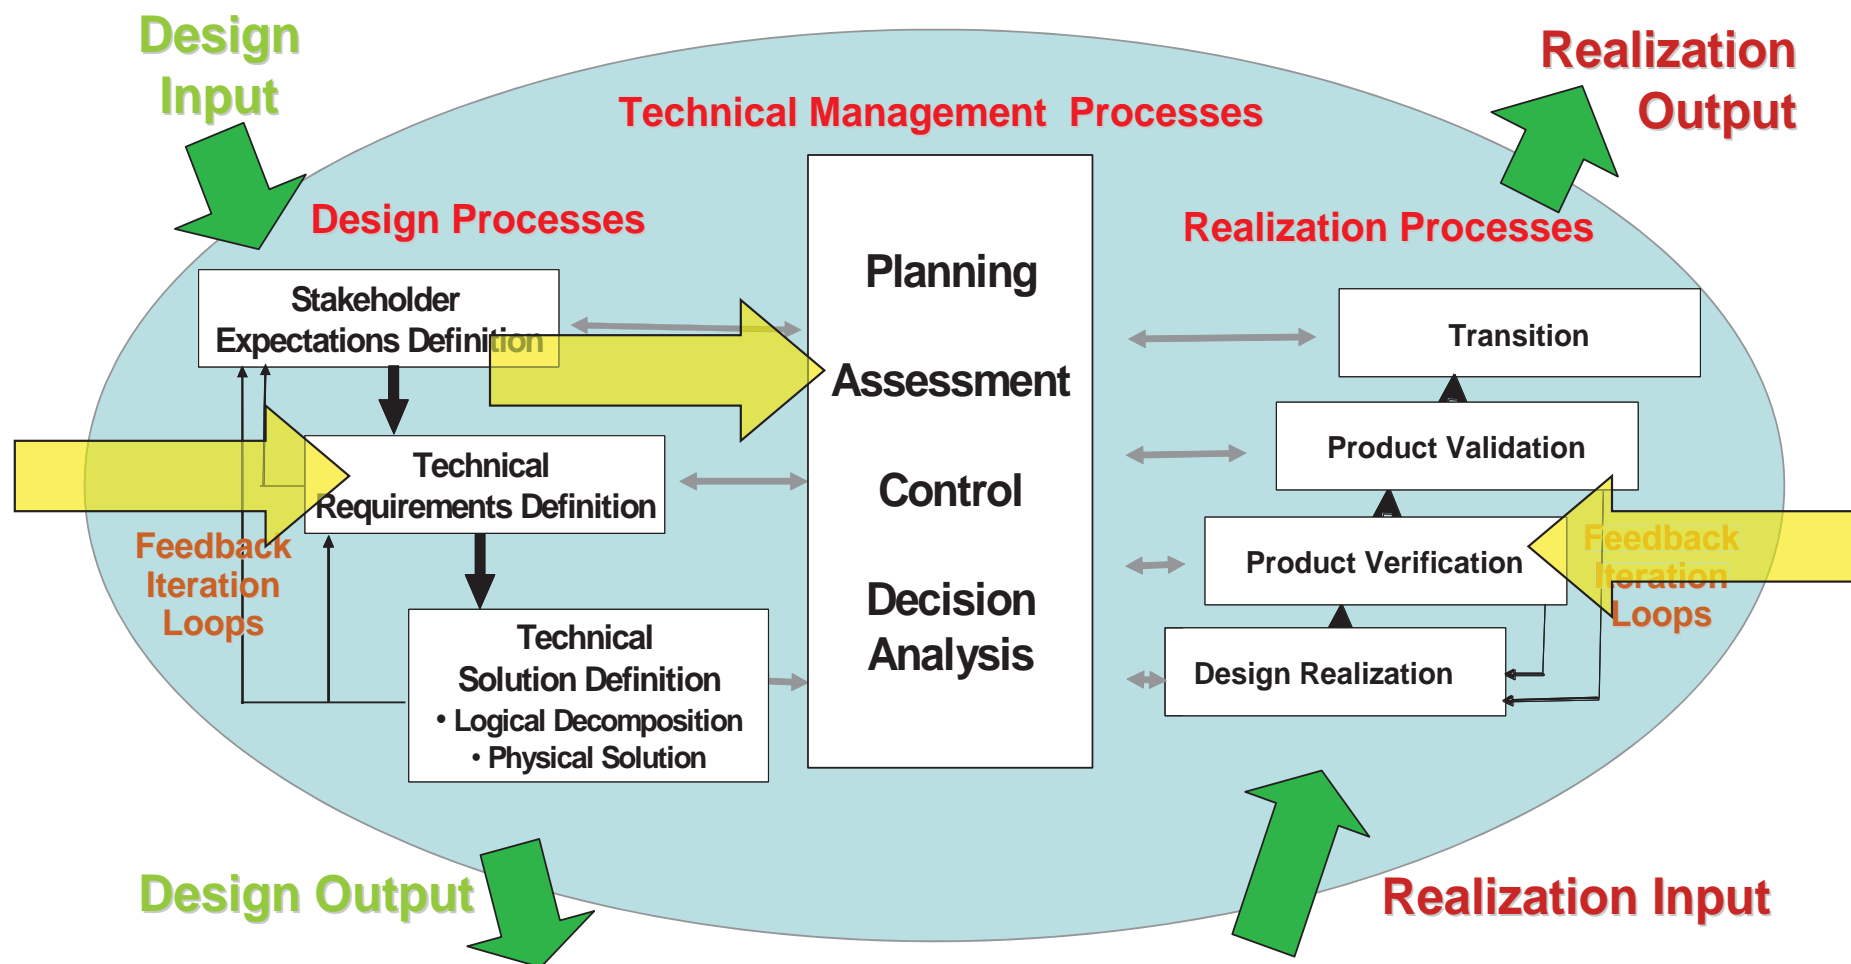 Design
Input
Realization
Output
Technical Management Processes
Design Processes
Realization Processes
Stakeholder
Expectations Definition
Technical
Requirements Definition
Feedback
Iteration
Loops
Technical
Solution Definition
• Logical Decomposition
• Physical Solution
Planning
Assessment
Control
Decision
Analysis
Transition
Product Validation
Product Verification
Feedback
Iteration
Loops
Design Realization
Design Output
Realization Input